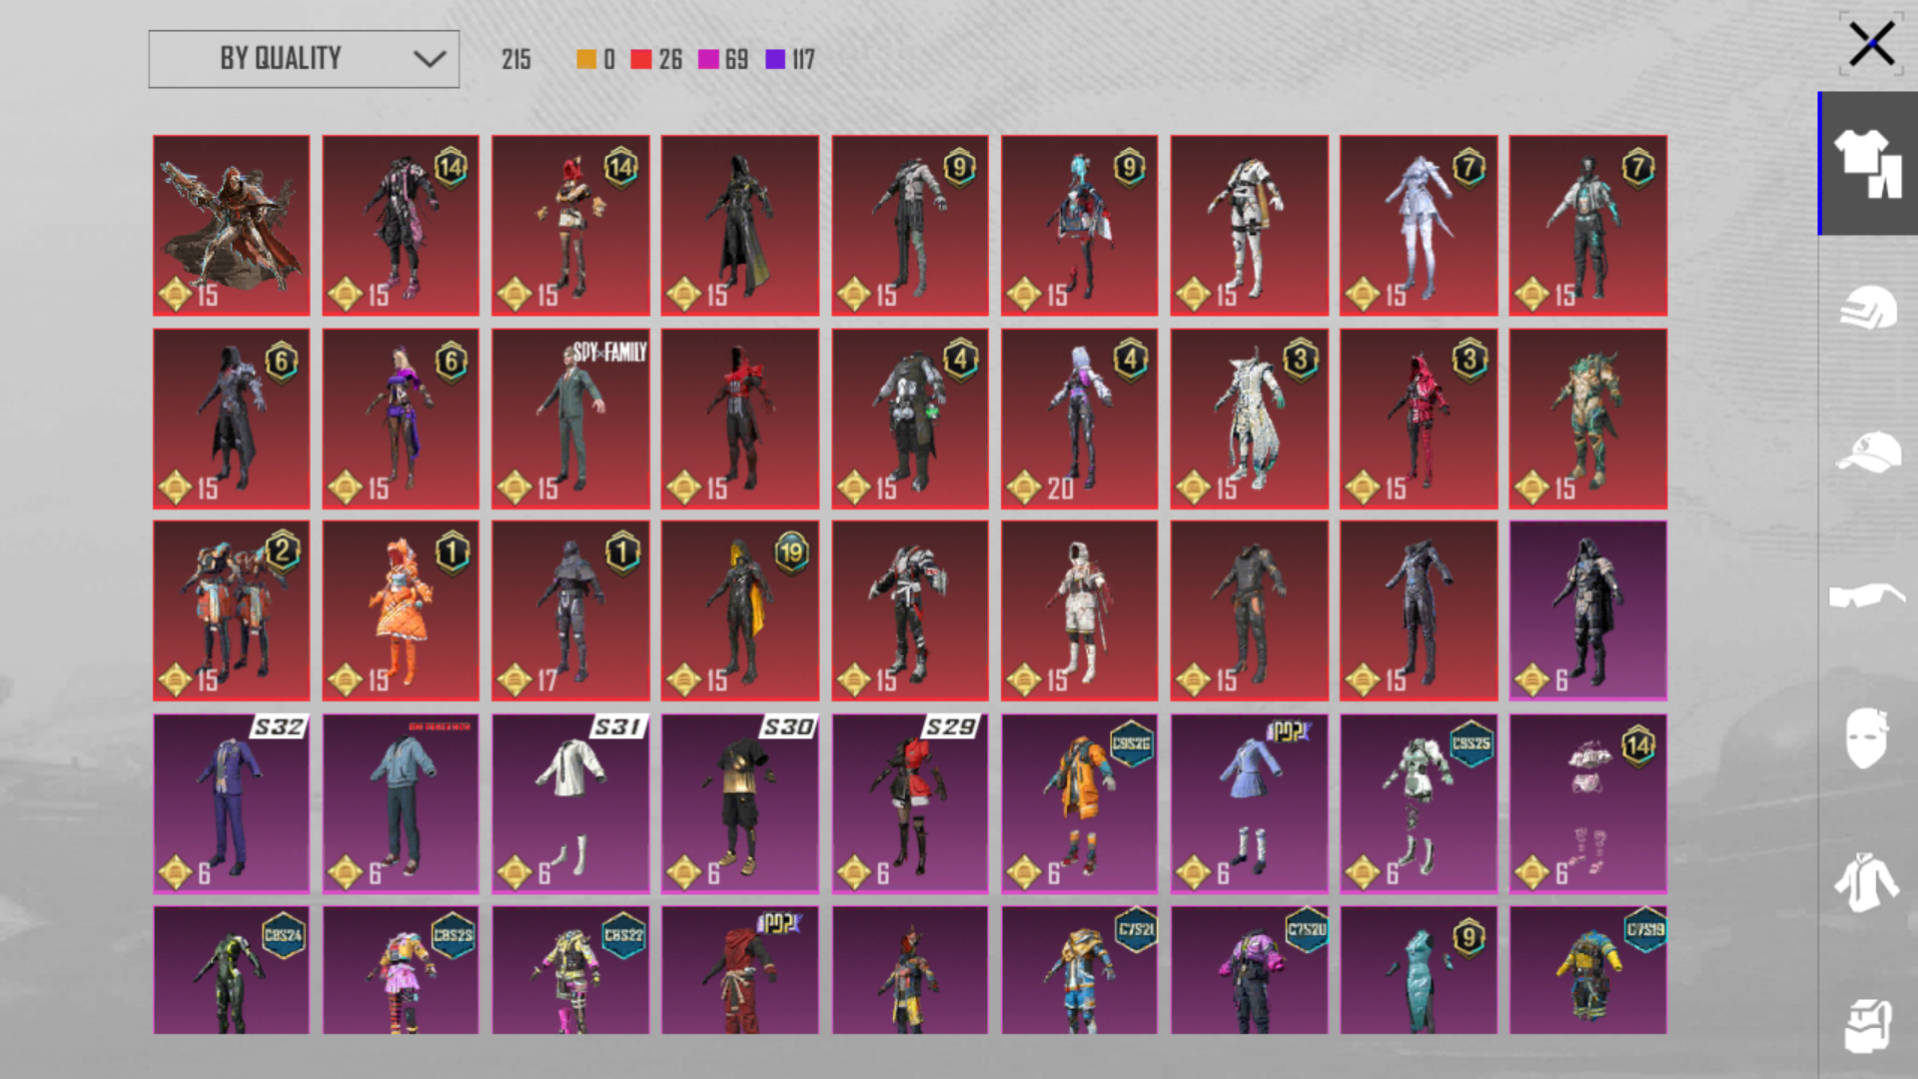 BY QUALITY 215 0 26 69 117
14 14 9 9 7 7
15 15 15 15 15 15 15 15 15
6 6 SPY×FAMILY 4 4 3 3
15 15 15 15 15 20 15 15 15
2 1 1 19
15 15 17 15 15 15 15 15 6
S32 S31 S30 S29 C9S26 C9S25 14
6 6 6 6 6 6 6 6 6
C8S24 C8S23 C8S22 C7S21 C7S20 9 C7S19